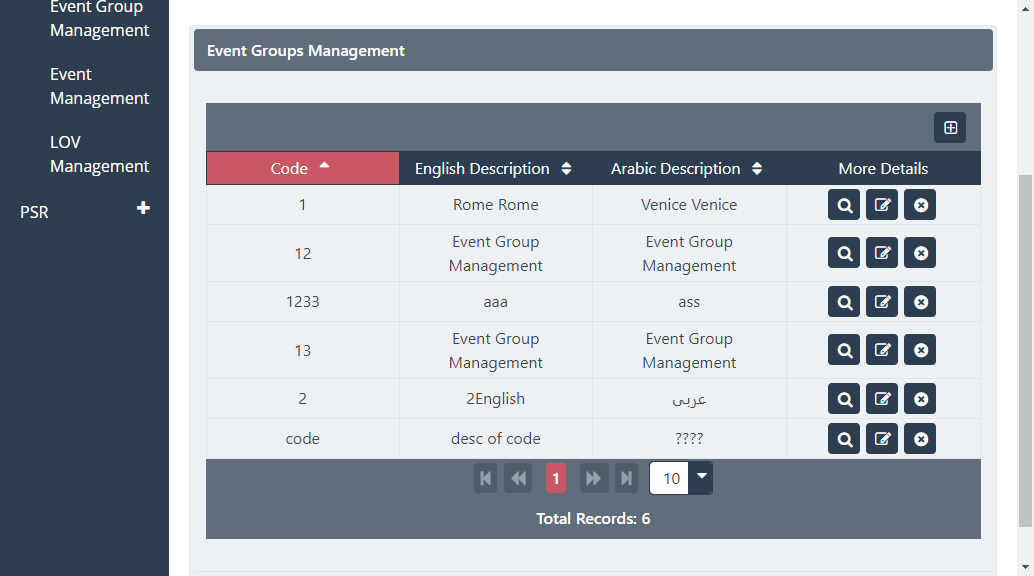 Event Group
Management
Event
Management
LOV
Management
PSR
Event Groups Management
Code English Description Arabic Description More Details
1 Rome Rome Venice Venice
12 Event Group Management Event Group Management
1233 aaa ass
13 Event Group Management Event Group Management
2 2English عربى
code desc of code ????
1 10
Total Records: 6